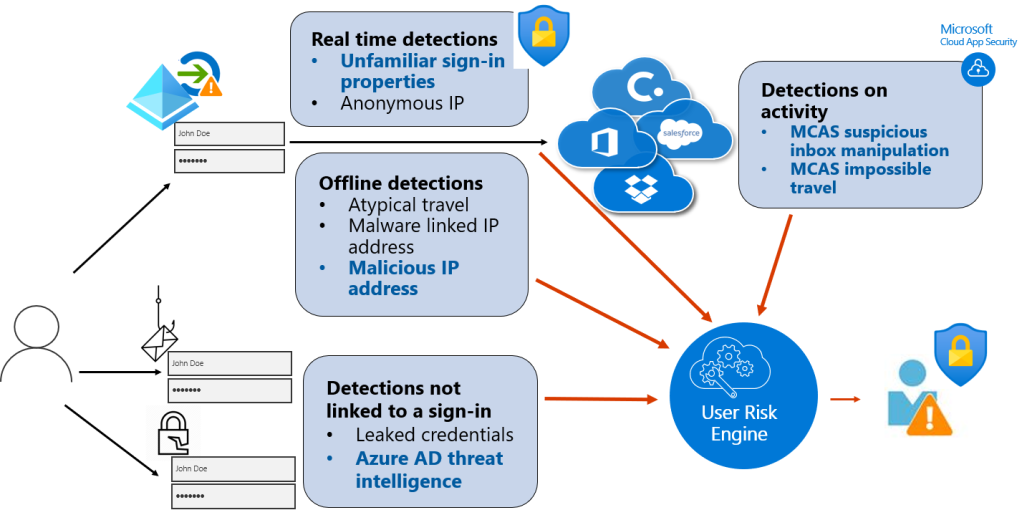 Real time detections
• Unfamiliar sign-in
properties
• Anonymous IP
Microsoft
Cloud App Security
John Doe
•••••••
C.
salesforce
Detections on
activity
• MCAS suspicious
inbox manipulation
• MCAS impossible
travel
Offline detections
• Atypical travel
• Malware linked IP
address
• Malicious IP
address
John Doe
•••••••
Detections not
linked to a sign-in
• Leaked credentials
• Azure AD threat
intelligence
User Risk
Engine
John Doe
•••••••